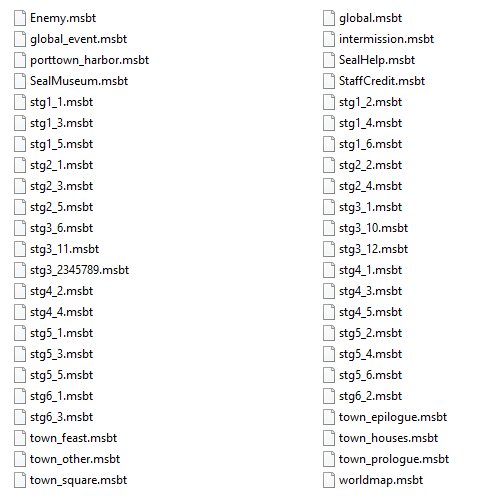 Enemy.msbt global.msbt
global_event.msbt intermission.msbt
porttown_harbor.msbt SealHelp.msbt
SealMuseum.msbt StaffCredit.msbt
stg1_1.msbt stg1_2.msbt
stg1_3.msbt stg1_4.msbt
stg1_5.msbt stg1_6.msbt
stg2_1.msbt stg2_2.msbt
stg2_3.msbt stg2_4.msbt
stg2_5.msbt stg3_1.msbt
stg3_6.msbt stg3_10.msbt
stg3_11.msbt stg3_12.msbt
stg3_2345789.msbt stg4_1.msbt
stg4_2.msbt stg4_3.msbt
stg4_4.msbt stg4_5.msbt
stg5_1.msbt stg5_2.msbt
stg5_3.msbt stg5_4.msbt
stg5_5.msbt stg5_6.msbt
stg6_1.msbt stg6_2.msbt
stg6_3.msbt town_epilogue.msbt
town_feast.msbt town_houses.msbt
town_other.msbt town_prologue.msbt
town_square.msbt worldmap.msbt